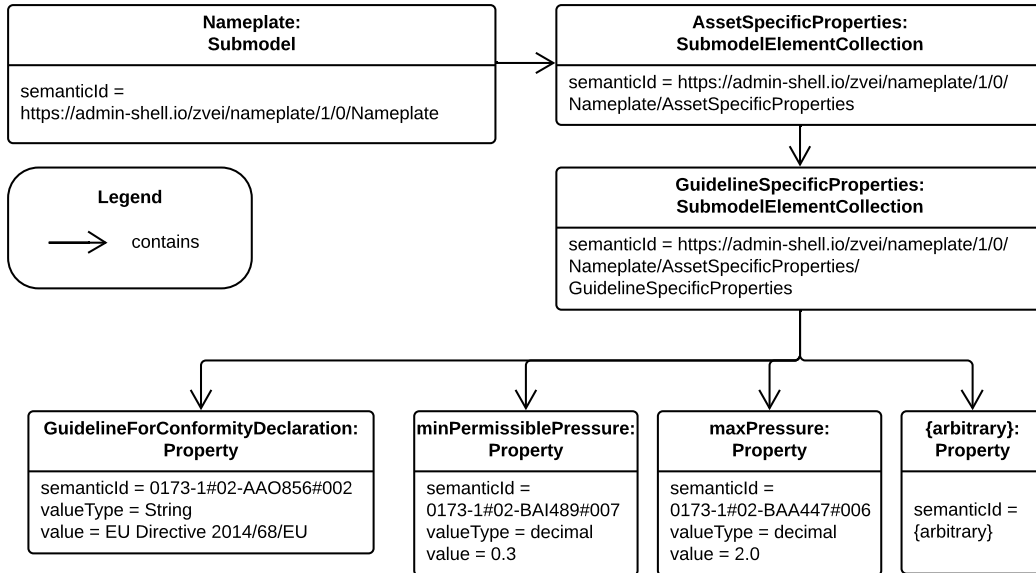 Nameplate:
Submodel
semanticId =
https://admin-shell.io/zvei/nameplate/1/0/Nameplate
AssetSpecificProperties:
SubmodelElementCollection
semanticId = https://admin-shell.io/zvei/nameplate/1/0/
Nameplate/AssetSpecificProperties
Legend
contains
GuidelineSpecificProperties:
SubmodelElementCollection
semanticId = https://admin-shell.io/zvei/nameplate/1/0/
Nameplate/AssetSpecificProperties/
GuidelineSpecificProperties
GuidelineForConformityDeclaration:
Property
semanticId = 0173-1#02-AAO856#002
valueType = String
value = EU Directive 2014/68/EU
minPermissiblePressure:
Property
semanticId =
0173-1#02-BAI489#007
valueType = decimal
value = 0.3
maxPressure:
Property
semanticId =
0173-1#02-BAA447#006
valueType = decimal
value = 2.0
{arbitrary}:
Property
semanticId =
{arbitrary}